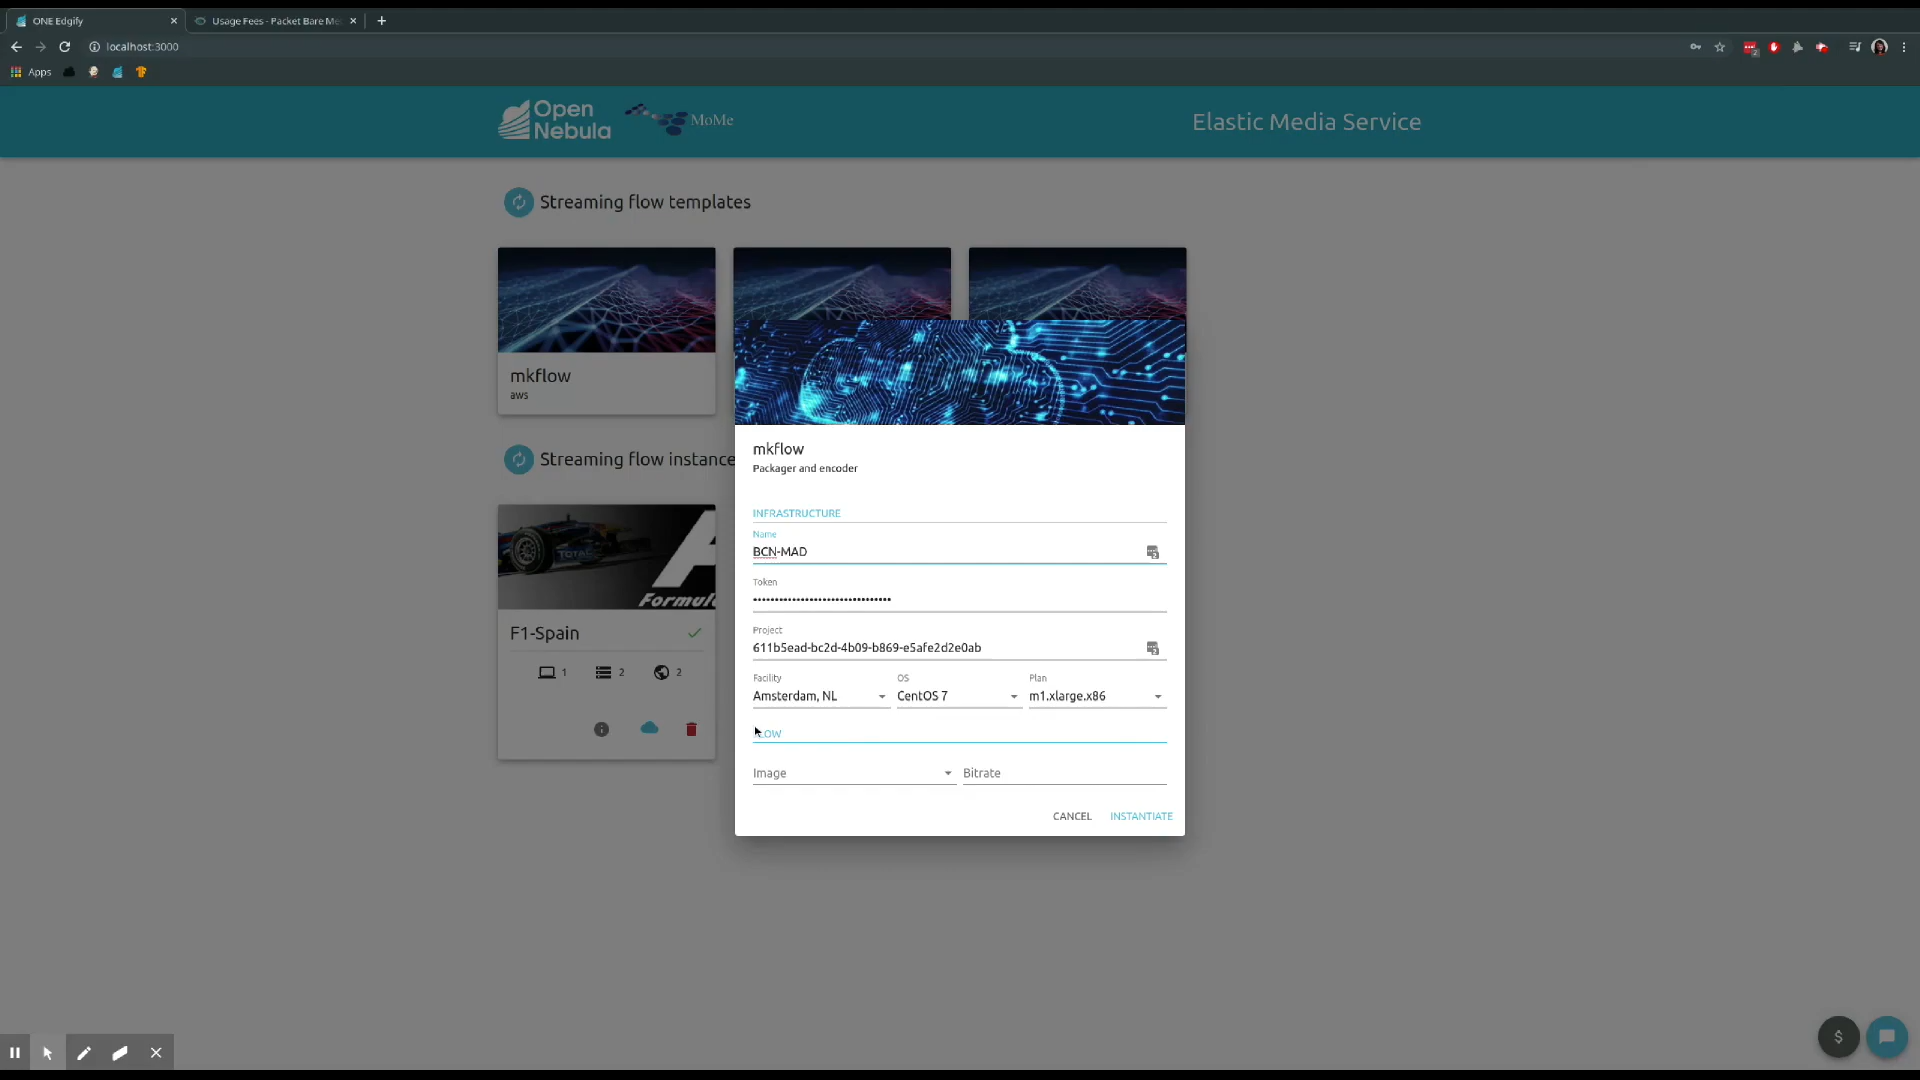 ONE Edgify
Usage Fees - Packet Bare Me
localhost:3000
Apps
Open
Nebula
MoMe
Elastic Media Service
Streaming flow templates
mkflow
aws
Streaming flow instance
TOTAL
Formul
F1-Spain
1
2
2
mkflow
Packager and encoder
INFRASTRUCTURE
Name
BCN-MAD
Token
Project
611b5ead-bc2d-4b09-b869-e5afe2d2e0ab
Facility
OS
Plan
Amsterdam, NL
CentOS 7
m1.xlarge.x86
LOW
Image
Bitrate
CANCEL
INSTANTIATE
$